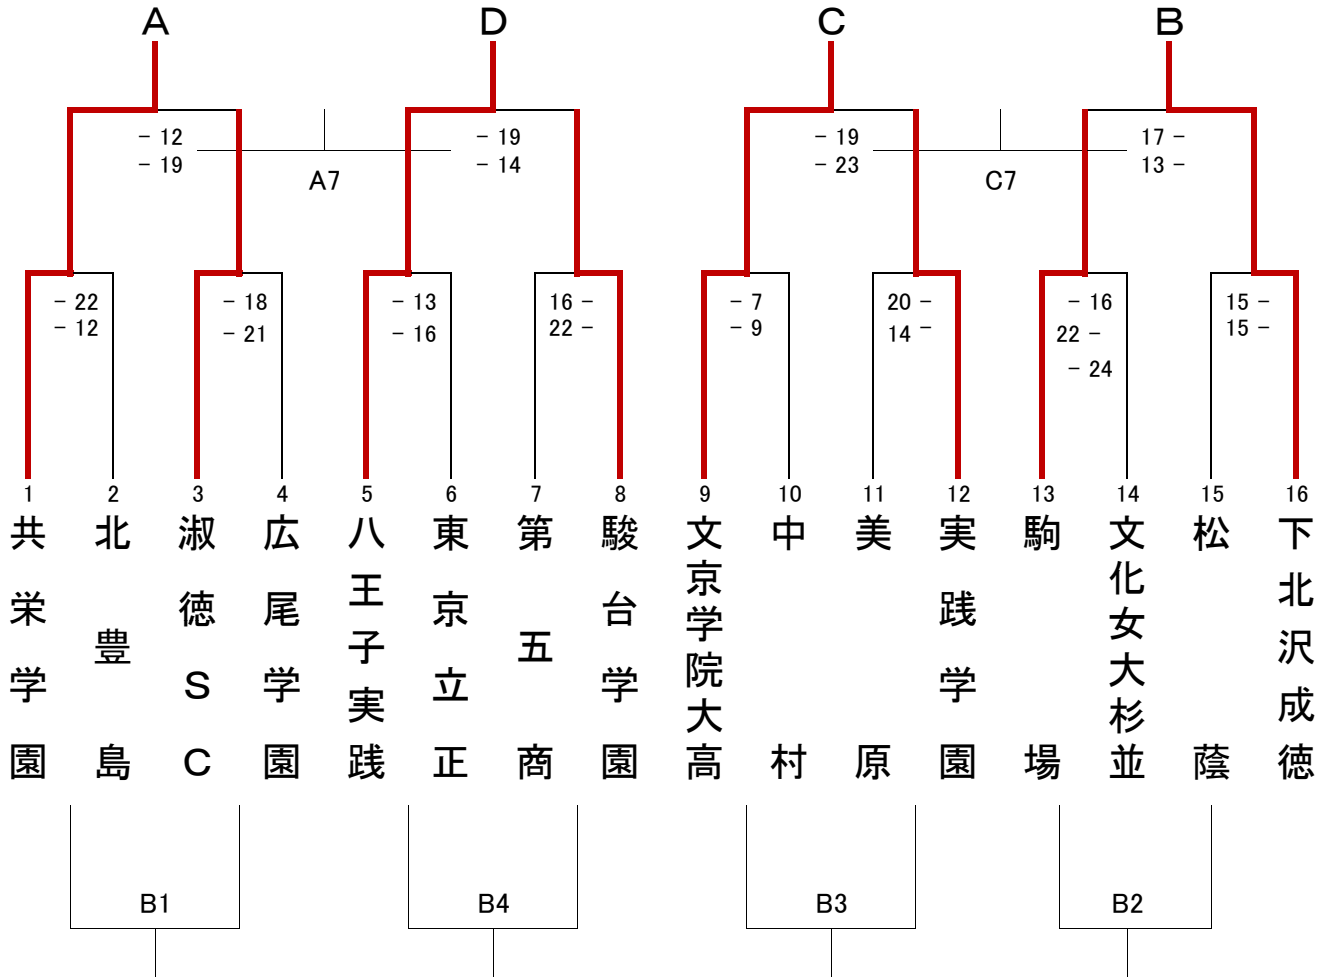 A D C B
－12 －19 －19 17－
－19 －14 －23 13－
A7 C7
－22 －18 －13 16－ －7 20－ －16 15－
－12 －21 －16 22－ －9 14－ 22－ 15－
－24
1 2 3 4 5 6 7 8 9 10 11 12 13 14 15 16
共栄学園
北豊島
淑徳ＳＣ
広尾学園
八王子実践
東京立正
第五商
駿台学園
文京学院大高
中村
美原
実践学園
駒場
文化女大杉並
松蔭
下北沢成徳
B1 B4 B3 B2